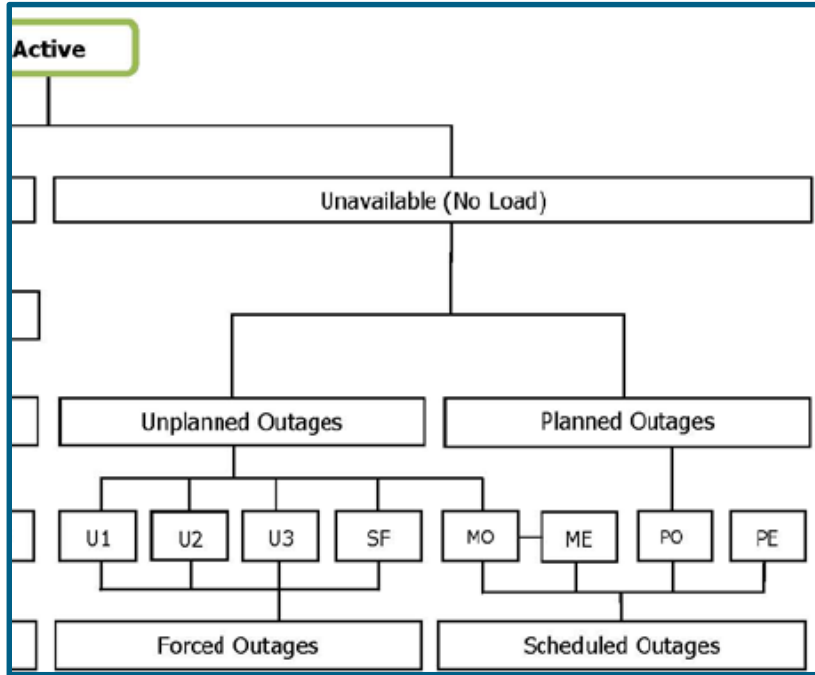 Active
Unavailable (No Load)
Unplanned Outages
Planned Outages
U1
U2
U3
SF
MO
ME
PO
PE
Forced Outages
Scheduled Outages